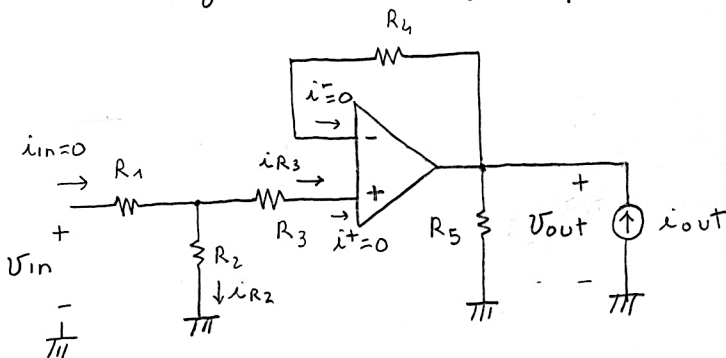 R4
i⁻=0
iin=0
R1
iR3
-
+
+
R3
i⁺=0
R5
+
vout
iout
vin
R2
iR2
-
-